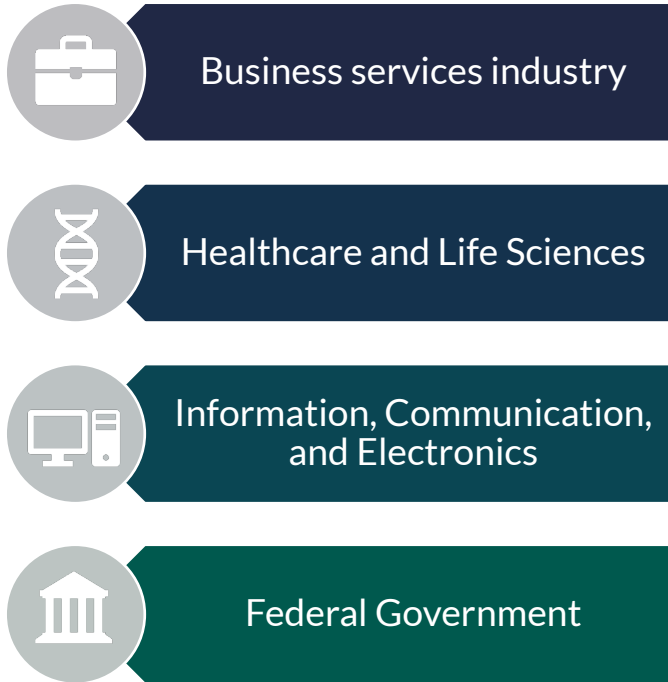 Business services industry
Healthcare and Life Sciences
Information, Communication,
and Electronics
Federal Government